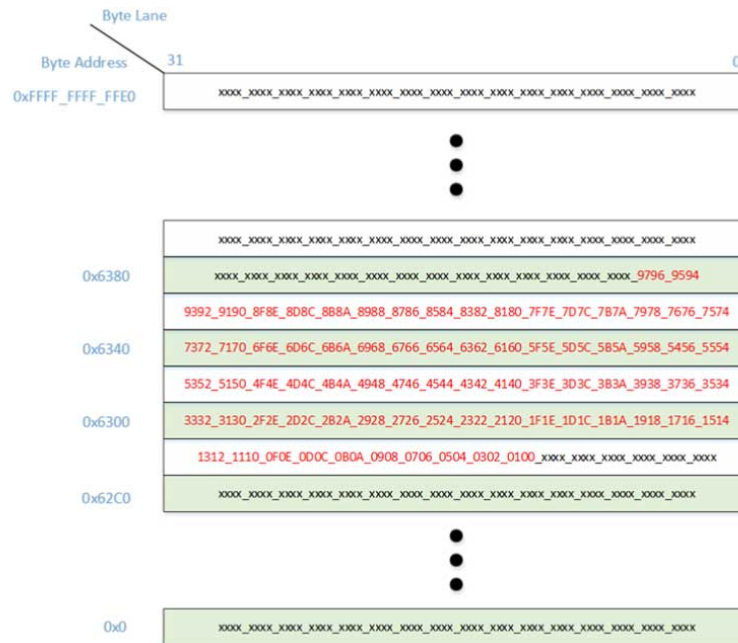 Byte Lane
Byte Address 31 0
0xFFFF_FFFF_FFE0 xxxx_xxxx_xxxx_xxxx_xxxx_xxxx_xxxx_xxxx_xxxx_xxxx_xxxx_xxxx_xxxx_xxxx_xxxx_xxxx
xxxx_xxxx_xxxx_xxxx_xxxx_xxxx_xxxx_xxxx_xxxx_xxxx_xxxx_xxxx_xxxx_xxxx_xxxx_xxxx
0x6380 xxxx_xxxx_xxxx_xxxx_xxxx_xxxx_xxxx_xxxx_xxxx_xxxx_xxxx_xxxx_xxxx_xxxx_9796_9594
9392_9190_8F8E_8D8C_8B8A_8988_8786_8584_8382_8180_7F7E_7D7C_7B7A_7978_7676_7574
0x6340 7372_7170_6F6E_6D6C_6B6A_6968_6766_6564_6362_6160_5F5E_5D5C_5B5A_5958_5456_5554
5352_5150_4F4E_4D4C_4B4A_4948_4746_4544_4342_4140_3F3E_3D3C_3B3A_3938_3736_3534
0x6300 3332_3130_2F2E_2D2C_2B2A_2928_2726_2524_2322_2120_1F1E_1D1C_1B1A_1918_1716_1514
1312_1110_0F0E_0D0C_0B0A_0908_0706_0504_0302_0100_xxxx_xxxx_xxxx_xxxx_xxxx_xxxx
0x62C0 xxxx_xxxx_xxxx_xxxx_xxxx_xxxx_xxxx_xxxx_xxxx_xxxx_xxxx_xxxx_xxxx_xxxx_xxxx_xxxx
0x0 xxxx_xxxx_xxxx_xxxx_xxxx_xxxx_xxxx_xxxx_xxxx_xxxx_xxxx_xxxx_xxxx_xxxx_xxxx_xxxx